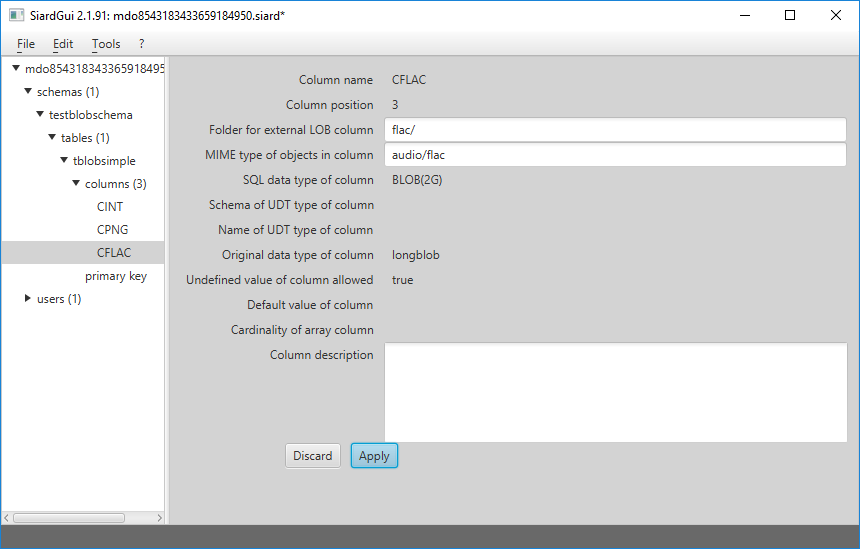 SiardGui 2.1.91: mdo8543183433659184950.siard*
File Edit Tools ?
mdo854318343365918495
schemas (1)
testblobschema
tables (1)
tblobsimple
columns (3)
CINT
CPNG
CFLAC
primary key
users (1)
Column name CFLAC
Column position 3
Folder for external LOB column flac/
MIME type of objects in column audio/flac
SQL data type of column BLOB(2G)
Schema of UDT type of column
Name of UDT type of column
Original data type of column longblob
Undefined value of column allowed true
Default value of column
Cardinality of array column
Column description
Discard Apply